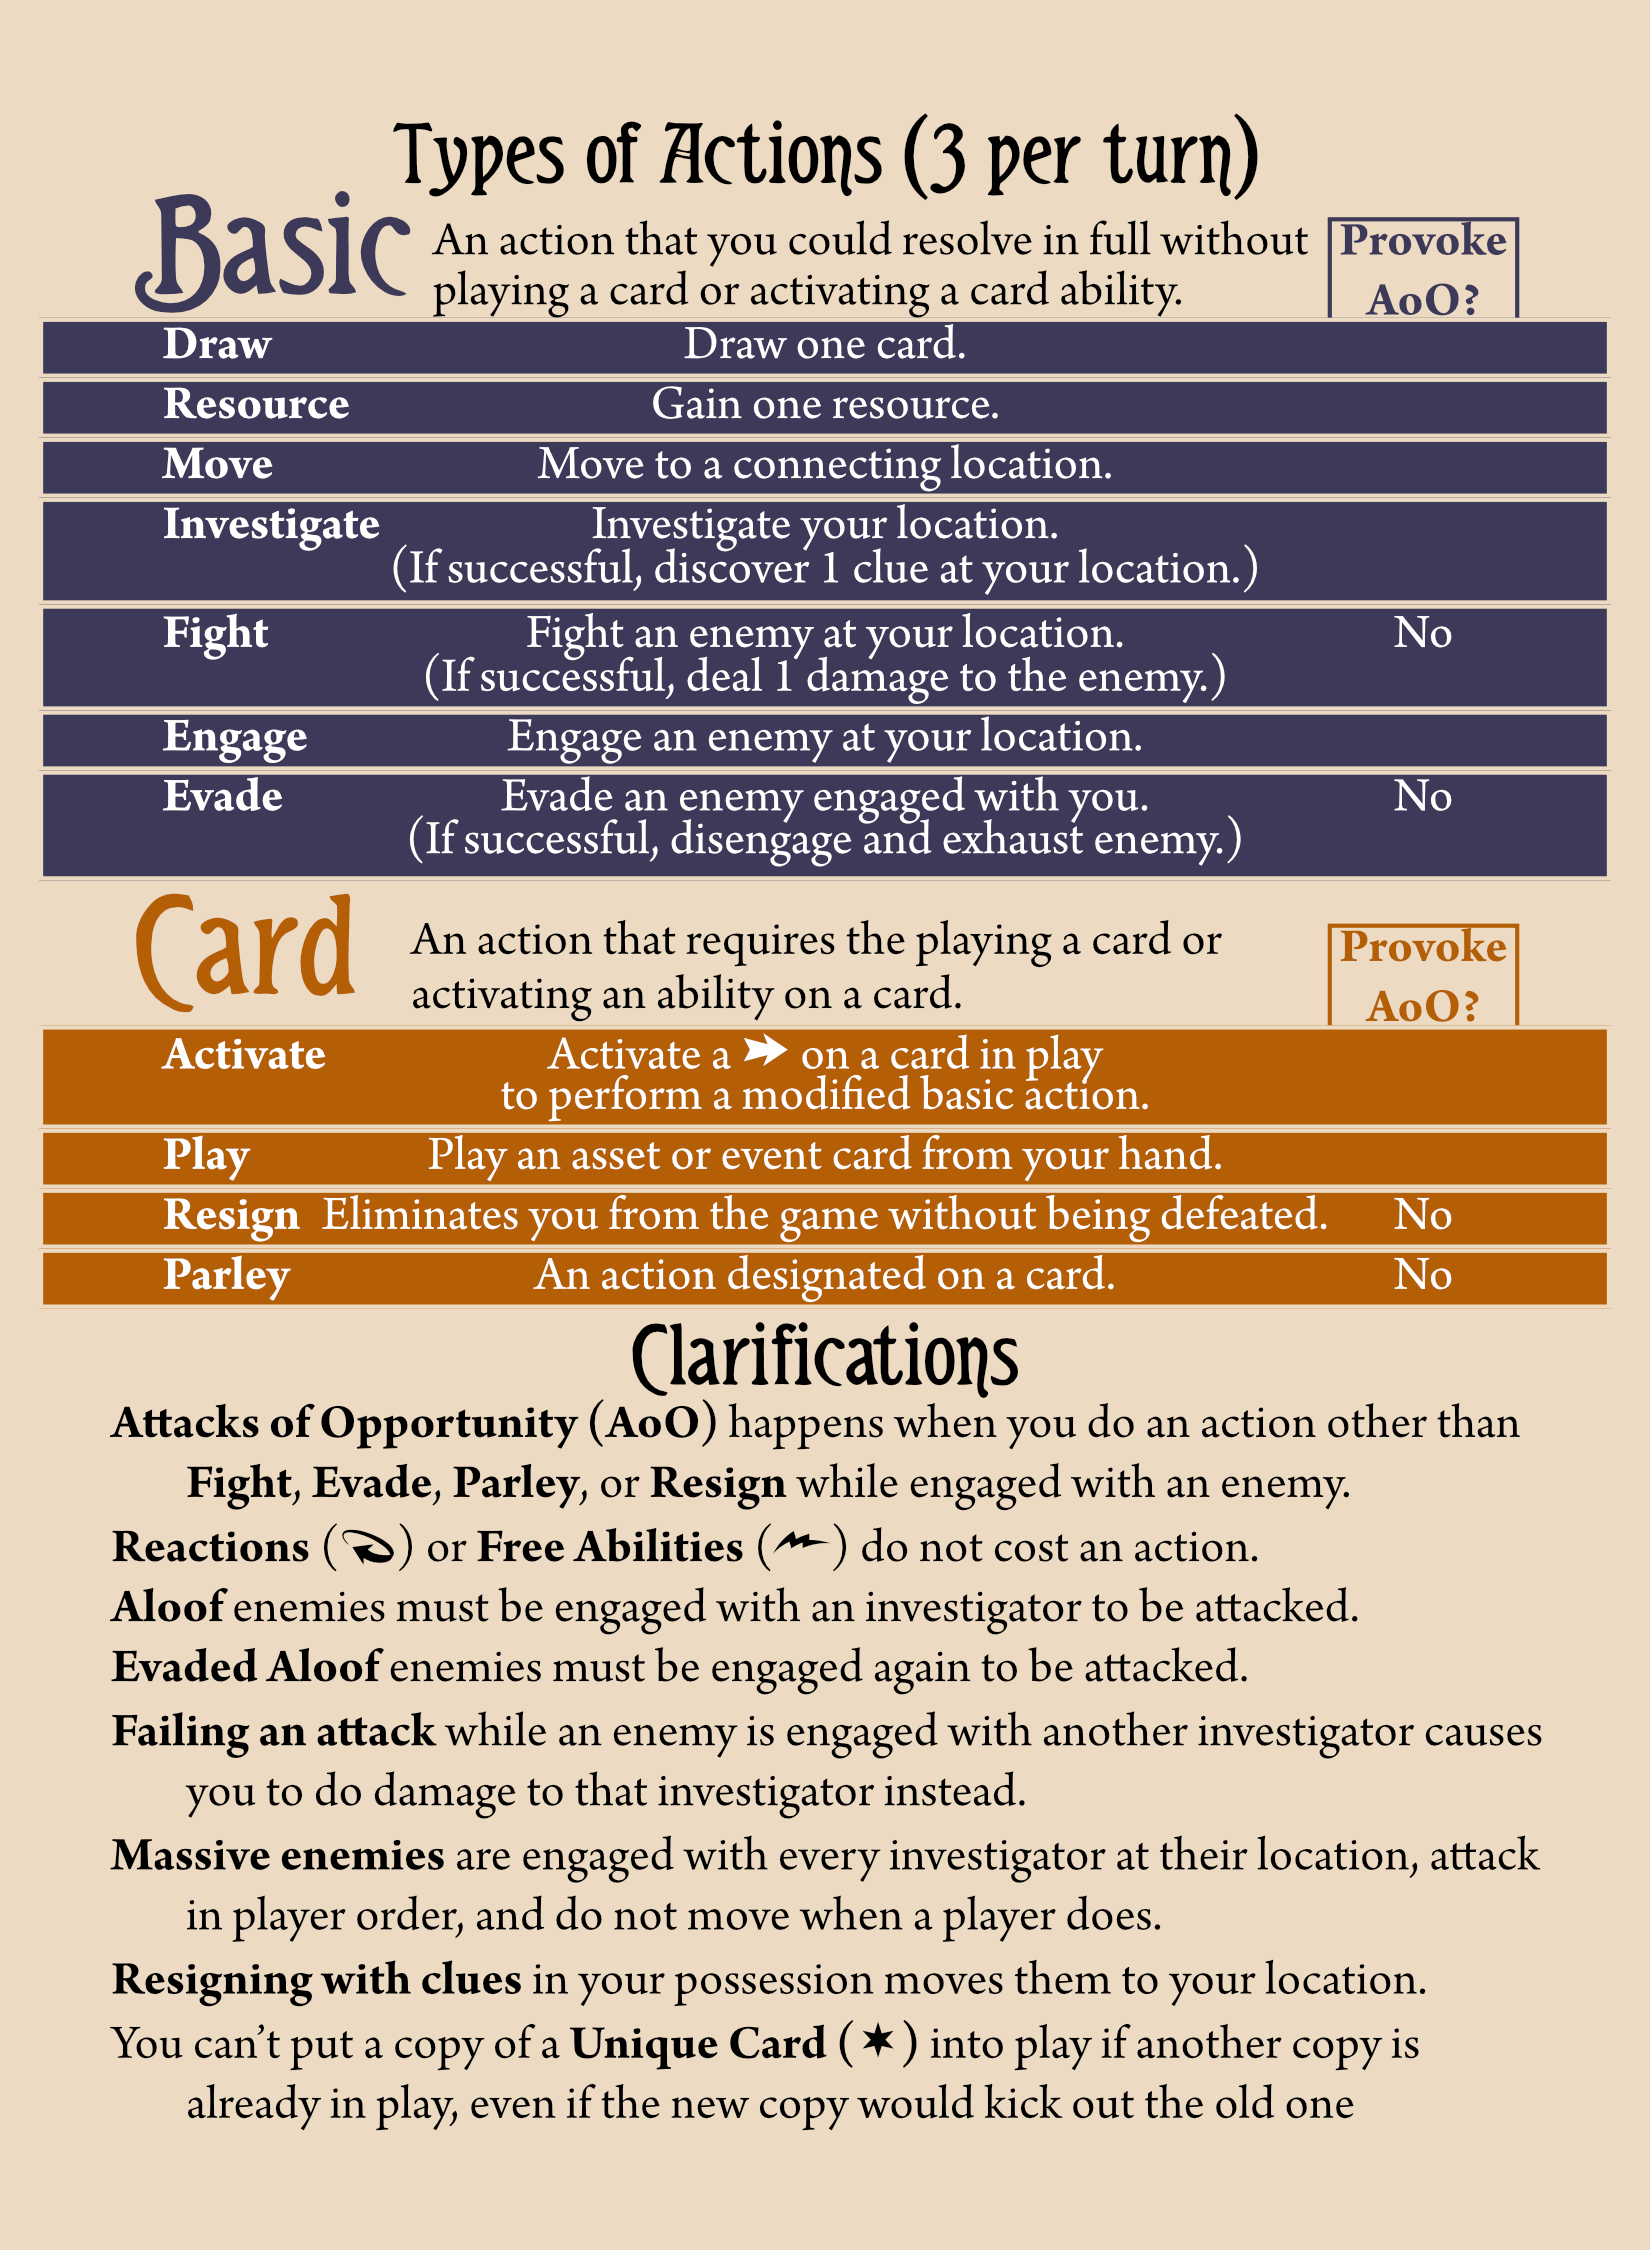 Types of Actions (3 per turn)
Basic
An action that you could resolve in full without
playing a card or activating a card ability.
Provoke
AoO?
Draw Draw one card.
Resource Gain one resource.
Move Move to a connecting location.
Investigate Investigate your location.
(If successful, discover 1 clue at your location.)
Fight Fight an enemy at your location. No
(If successful, deal 1 damage to the enemy.)
Engage Engage an enemy at your location.
Evade Evade an enemy engaged with you. No
(If successful, disengage and exhaust enemy.)
Card
An action that requires the playing a card or
activating an ability on a card.
Provoke
AoO?
Activate Activate a on a card in play
to perform a modified basic action.
Play Play an asset or event card from your hand.
Resign Eliminates you from the game without being defeated. No
Parley An action designated on a card. No
Clarifications
Attacks of Opportunity (AoO) happens when you do an action other than
Fight, Evade, Parley, or Resign while engaged with an enemy.
Reactions ( ) or Free Abilities ( ) do not cost an action.
Aloof enemies must be engaged with an investigator to be attacked.
Evaded Aloof enemies must be engaged again to be attacked.
Failing an attack while an enemy is engaged with another investigator causes
you to do damage to that investigator instead.
Massive enemies are engaged with every investigator at their location, attack
in player order, and do not move when a player does.
Resigning with clues in your possession moves them to your location.
You can’t put a copy of a Unique Card (✶) into play if another copy is
already in play, even if the new copy would kick out the old one